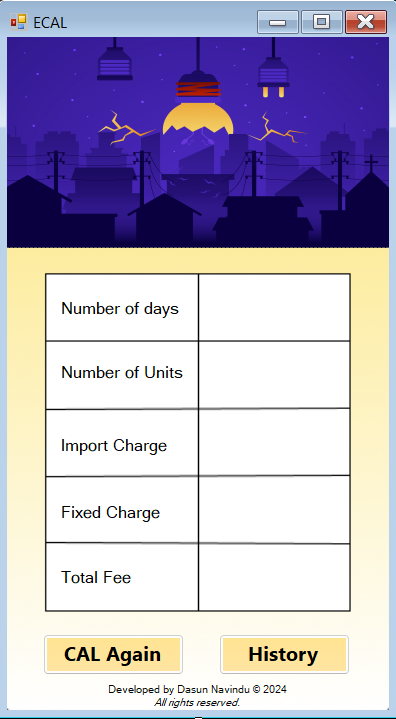 ECAL
Number of days
Number of Units
Import Charge
Fixed Charge
Total Fee
CAL Again
History
Developed by Dasun Navindu © 2024
All rights reserved.